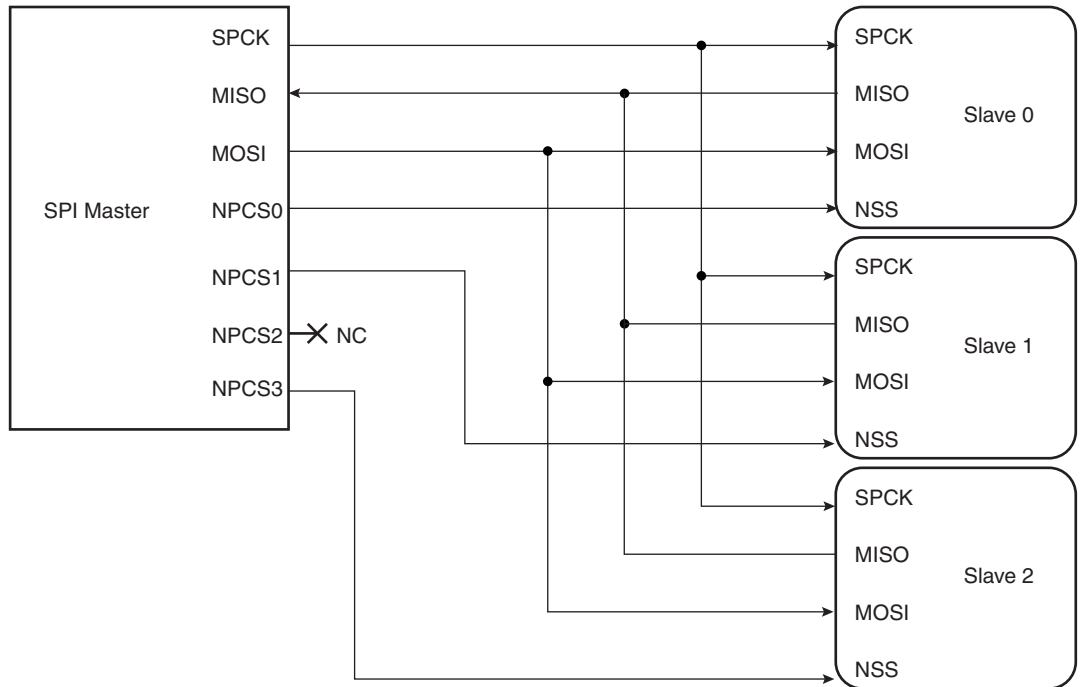 SPI Master
SPCK
MISO
MOSI
NPCS0
NPCS1
NPCS2
NC
NPCS3
SPCK
MISO
MOSI
NSS
Slave 0
SPCK
MISO
MOSI
NSS
Slave 1
SPCK
MISO
MOSI
NSS
Slave 2